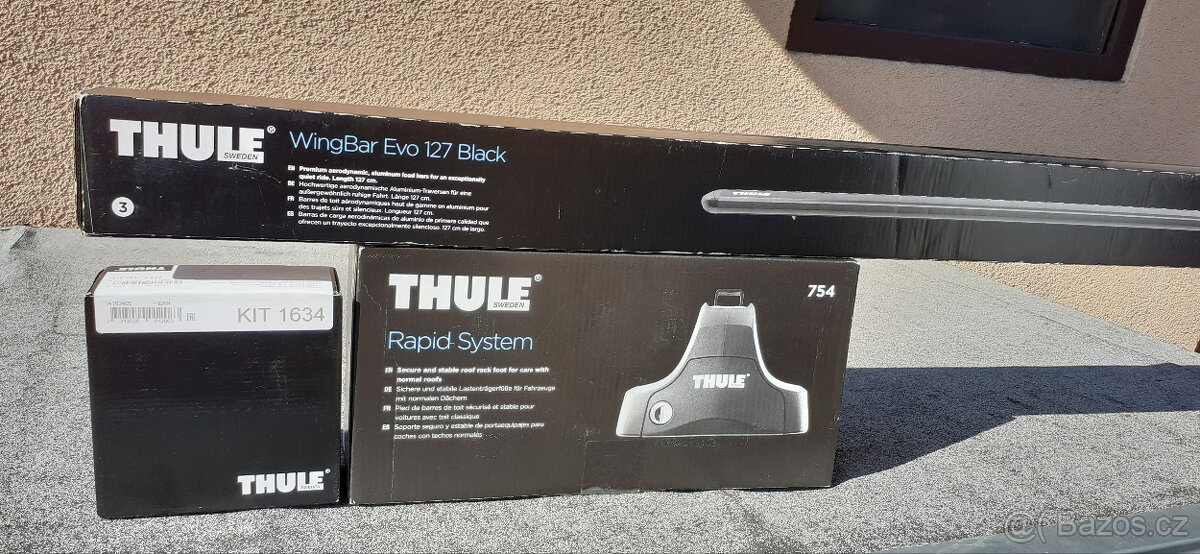 THULE®
SWEDEN
WingBar Evo 127 Black
EN Premium aerodynamic, aluminum load bars for an exceptionally
quiet ride. Length 127 cm.
DE Hochwertige aerodynamische Aluminium-Traversen für eine
außergewöhnlich ruhige Fahrt. Länge 127 cm.
FR Barres de toit aérodynamiques haut de gamme en aluminium pour
des trajets sûrs et silencieux. Longueur 127 cm.
ES Barras de carga aerodinámicas de aluminio de primera calidad que
ofrecen un trayecto excepcionalmente silencioso. 127 cm de largo.
3
THULE
THULE
KIT 1634
THULE®
SWEDEN
THULE®
SWEDEN
754
Rapid System
EN Secure and stable roof rack foot for cars with
normal roofs
DE Sichere und stabile Lastenträgerfüße für Fahrzeuge
mit normalen Dächern
FR Pied de barres de toit sécurisé et stable pour
voitures avec toit classique
ES Soporte seguro y estable de portaequipajes para
coches con techos normales
THULE
Bazos.cz